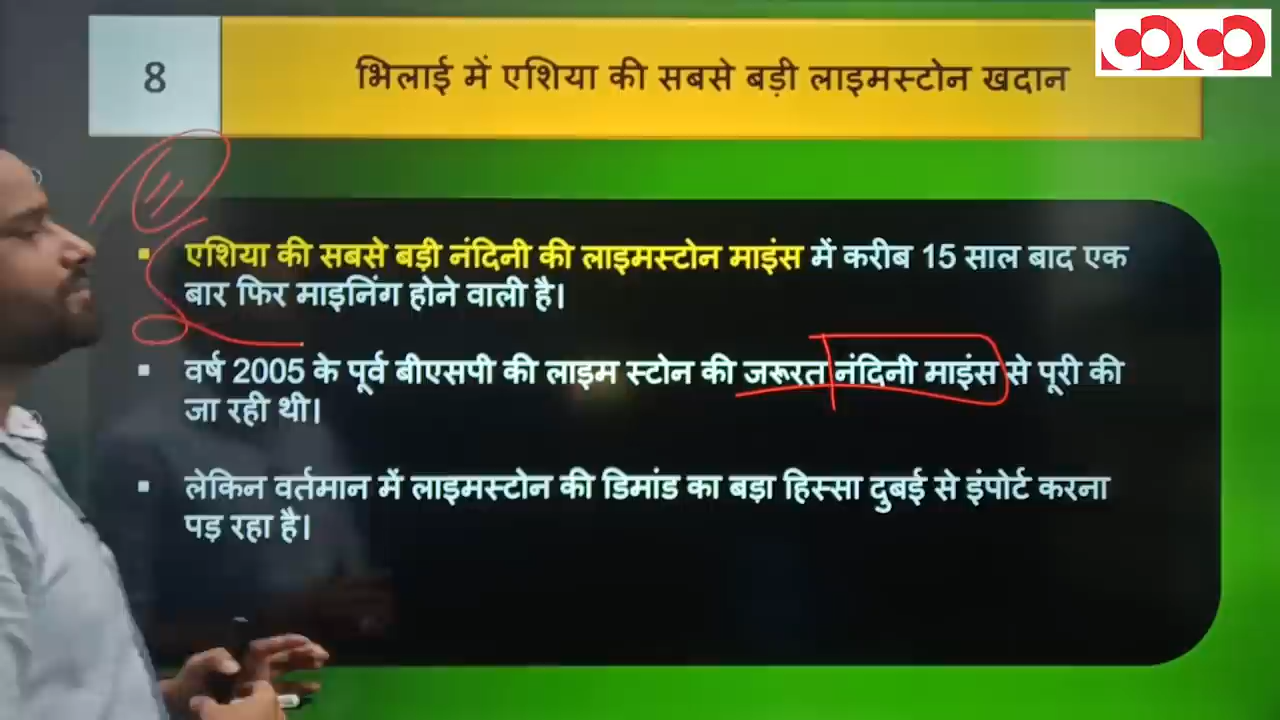 8
भिलाई में एशिया की सबसे बड़ी लाइमस्टोन खदान
▪ एशिया की सबसे बड़ी नंदिनी की लाइमस्टोन माइंस में करीब 15 साल बाद एक
बार फिर माइनिंग होने वाली है।
▪ वर्ष 2005 के पूर्व बीएसपी की लाइम स्टोन की जरूरत नंदिनी माइंस से पूरी की
जा रही थी।
▪ लेकिन वर्तमान में लाइमस्टोन की डिमांड का बड़ा हिस्सा दुबई से इंपोर्ट करना
पड़ रहा है।